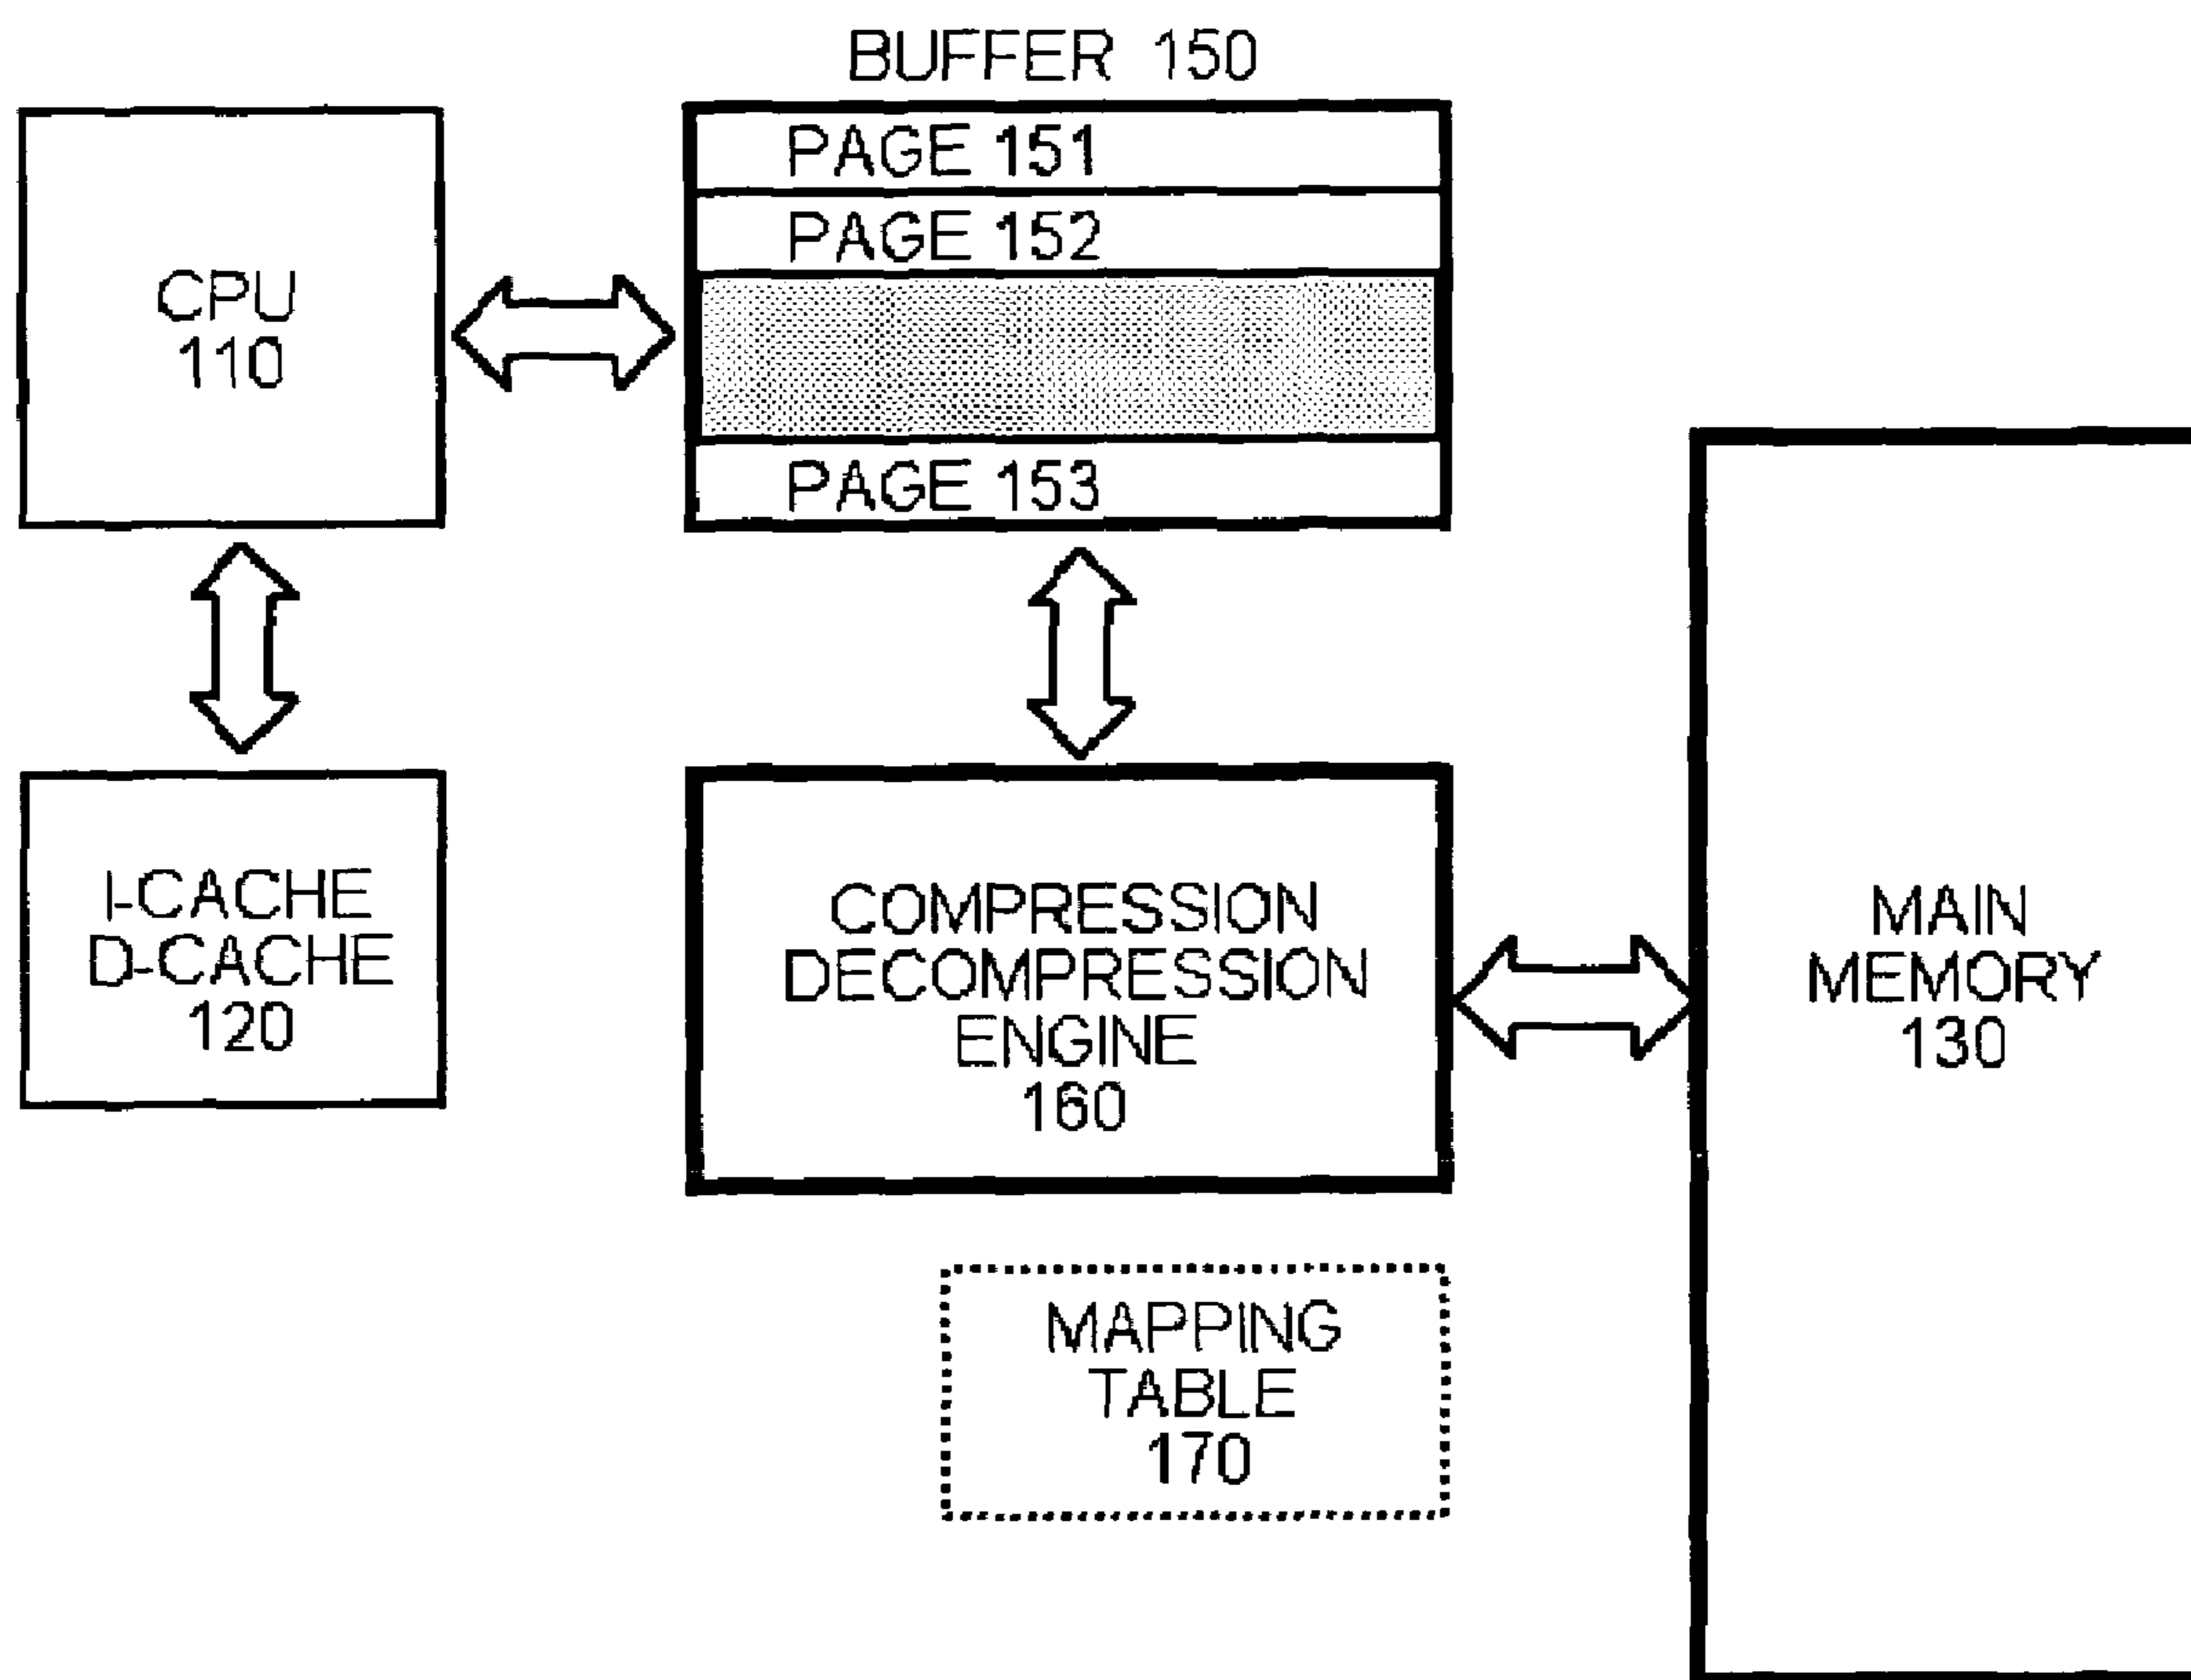 BUFFER 150
PAGE 151
PAGE 152
PAGE 153
CPU
110
I-CACHE
D-CACHE
120
COMPRESSION
DECOMPRESSION
ENGINE
160
MAIN
MEMORY
130
MAPPING
TABLE
170